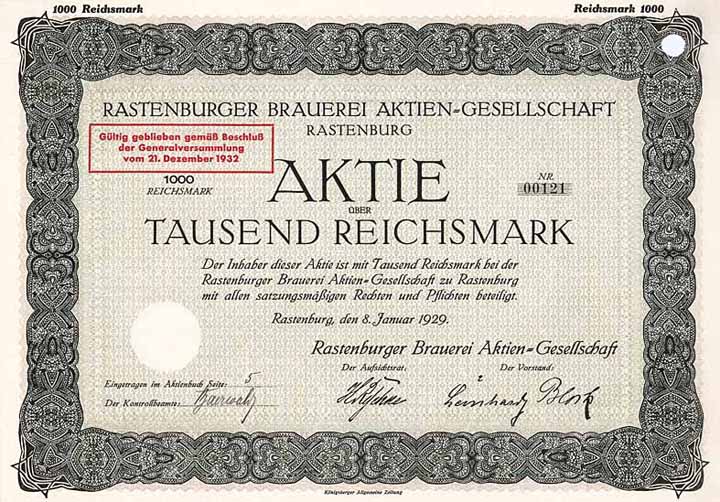 1000 Reichsmark
Reichsmark 1000
RASTENBURGER BRAUEREI AKTIEN-GESELLSCHAFT
RASTENBURG
Gültig geblieben gemäß Beschluß
der Generalversammlung
vom 21. Dezember 1932
1000
REICHSMARK
AKTIE
NR.
00121
ÜBER
TAUSEND REICHSMARK
Der Inhaber dieser Aktie ist mit Tausend Reichsmark bei der
Rastenburger Brauerei Aktien-Gesellschaft zu Rastenburg
mit allen satzungsmäßigen Rechten und Pflichten beteiligt.
Rastenburg, den 8. Januar 1929.
Rastenburger Brauerei Aktien-Gesellschaft
Der Aufsichtsrat:
Der Vorstand:
Eingetragen im Aktienbuch Seite: 5
Der Kontrollbeamte:
Leinhardy Block
Königsberger Allgemeine Zeitung